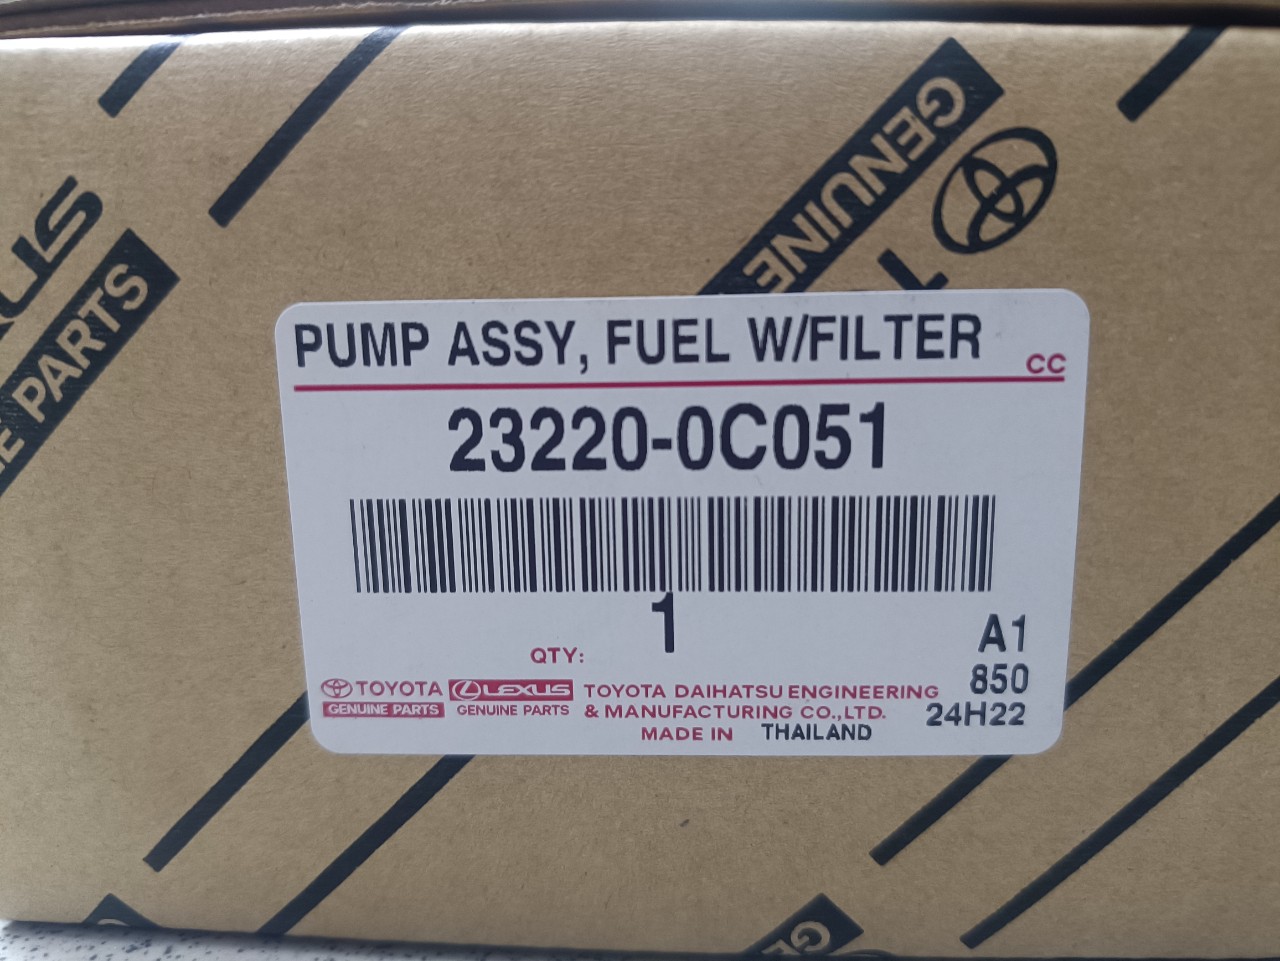 GENUINE
T
XUS
E PARTS
PUMP ASSY, FUEL W/FILTER
CC
23220-0C051
1
QTY:
A1
850
24H22
TOYOTA
GENUINE PARTS
LEXUS
GENUINE PARTS
TOYOTA DAIHATSU ENGINEERING
& MANUFACTURING CO.,LTD.
MADE IN THAILAND
G